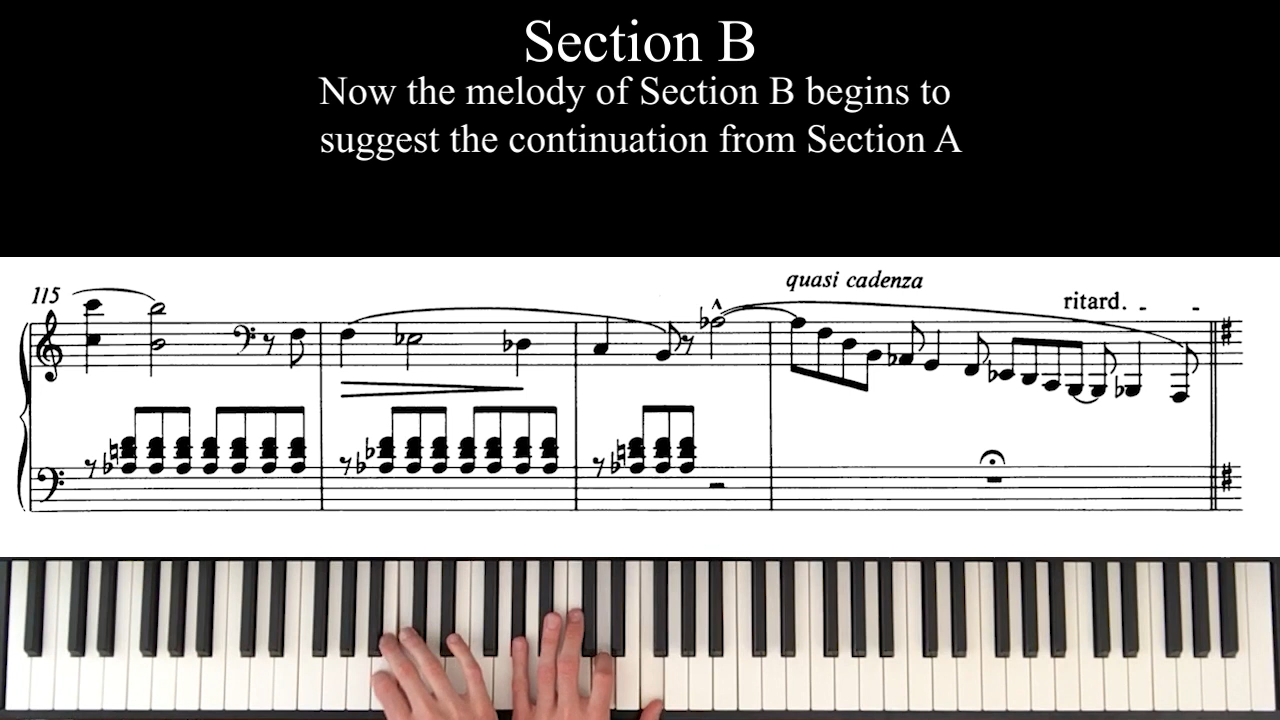 Section B
Now the melody of Section B begins to
suggest the continuation from Section A
quasi cadenza
115
ritard. - -